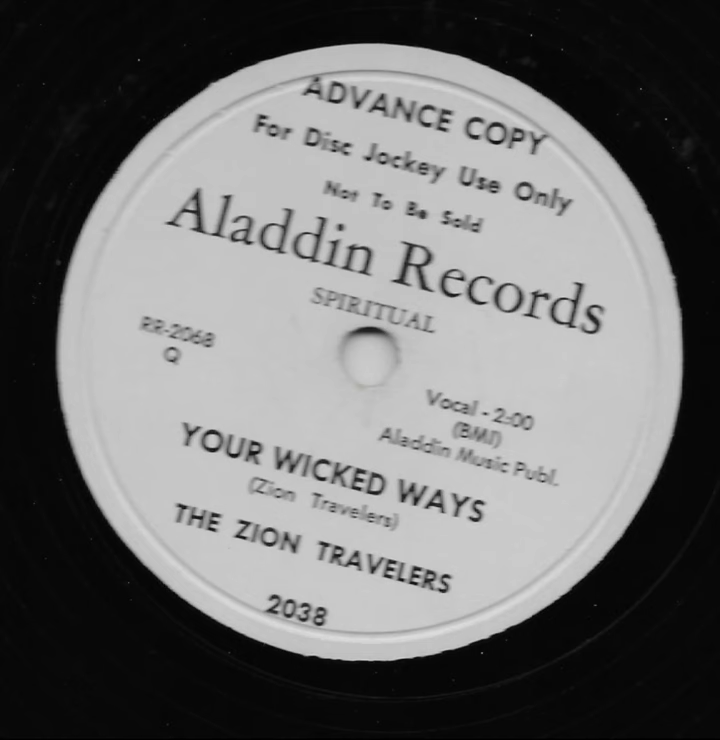 ADVANCE COPY
For Disc Jockey Use Only
Not To Be Sold
Aladdin Records
SPIRITUAL
RR-2068
Q
Vocal - 2:00
(BMI)
Aladdin Music Publ.
YOUR WICKED WAYS
(Zion Travelers)
THE ZION TRAVELERS
2038